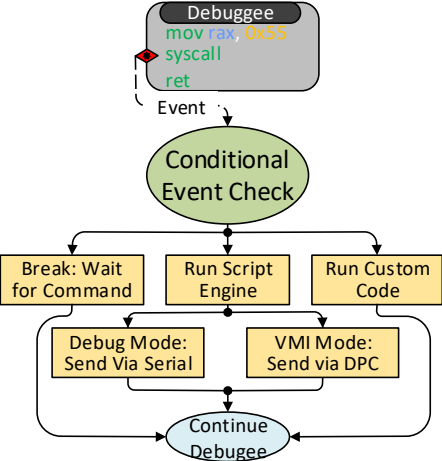 Debuggee
mov rax, 0x55
syscall
ret
Event
Conditional
Event Check
Break: Wait
for Command
Run Script
Engine
Run Custom
Code
Debug Mode:
Send Via Serial
VMI Mode:
Send via DPC
Continue
Debugee